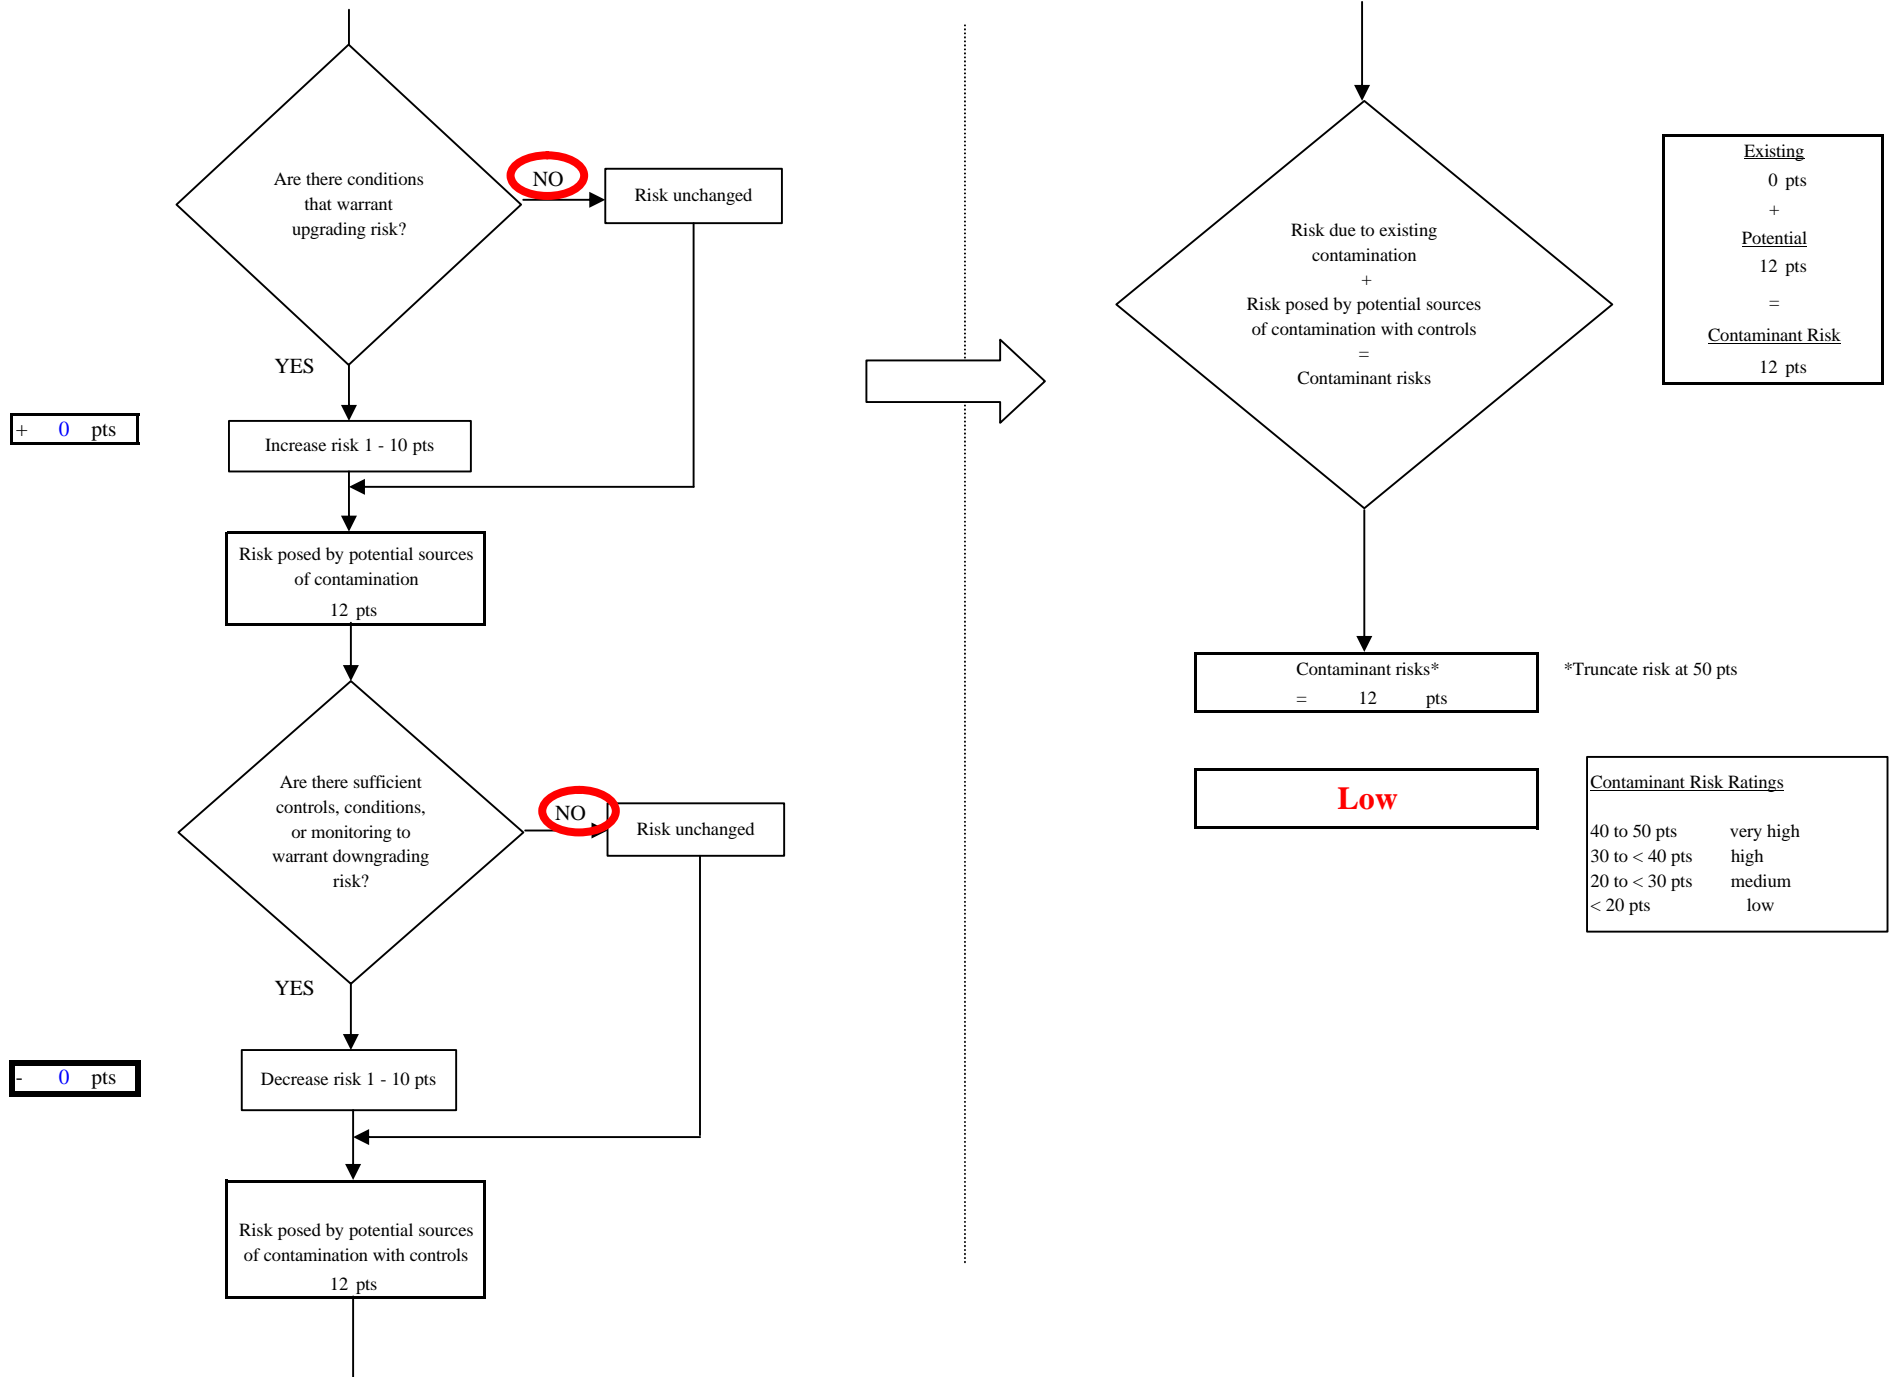 Are there conditions
that warrant
upgrading risk?
NO
Risk unchanged
YES
+ 0 pts
Increase risk 1 - 10 pts
Risk posed by potential sources
of contamination
12 pts
Are there sufficient
controls, conditions,
or monitoring to
warrant downgrading
risk?
NO
Risk unchanged
YES
- 0 pts
Decrease risk 1 - 10 pts
Risk posed by potential sources
of contamination with controls
12 pts
Risk due to existing
contamination
+
Risk posed by potential sources
of contamination with controls
=
Contaminant risks
Existing
0 pts
+
Potential
12 pts
=
Contaminant Risk
12 pts
Contaminant risks*
= 12 pts
*Truncate risk at 50 pts
Low
Contaminant Risk Ratings
40 to 50 pts very high
30 to < 40 pts high
20 to < 30 pts medium
< 20 pts low